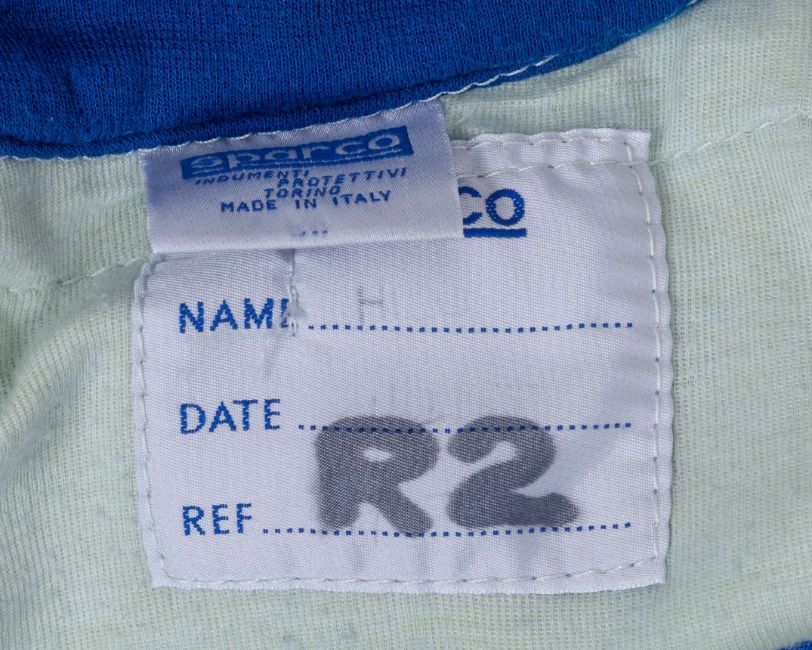 sparco
INDUMENTI
PROTETTIVI
TORINO
MADE IN ITALY
CO
NAME H
DATE
REF R2